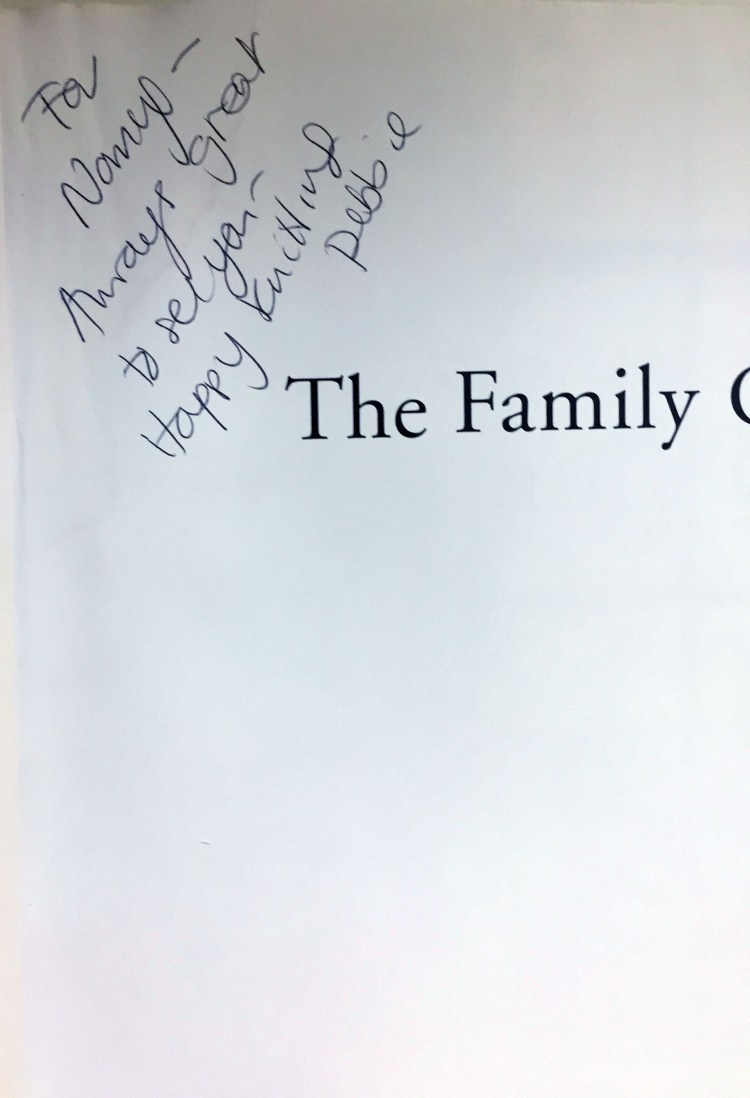 For
Nancy -
Always great
to see you -
Happy Knitting
Debbie
The Family